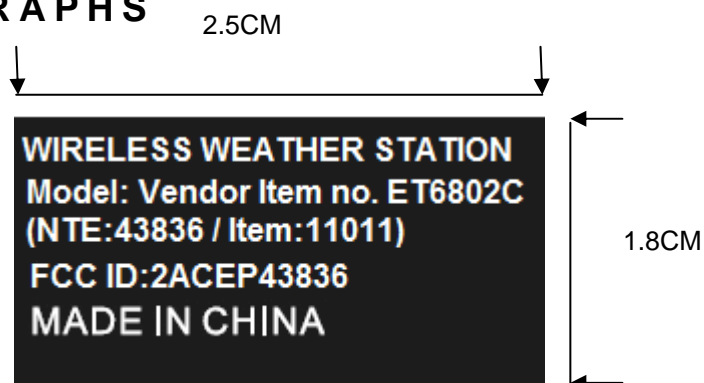 R A P H S
2.5CM
WIRELESS WEATHER STATION
Model: Vendor Item no. ET6802C
(NTE:43836 / Item:11011)
FCC ID:2ACEP43836
MADE IN CHINA
1.8CM